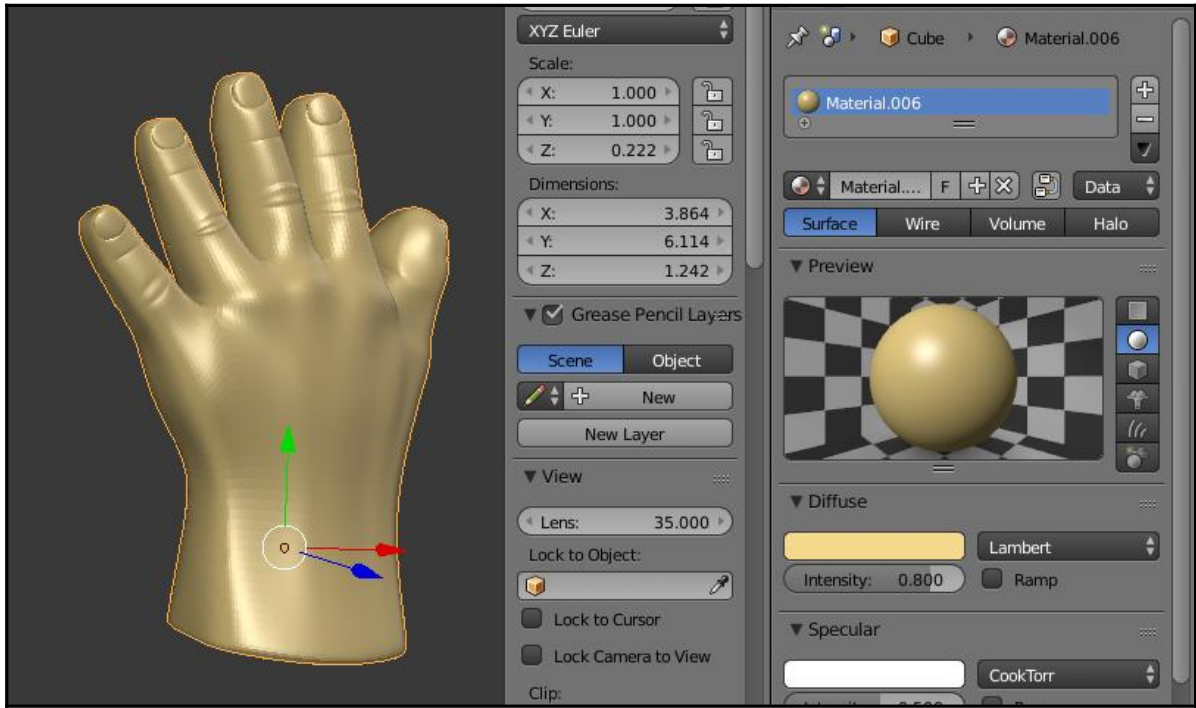 XYZ Euler
Scale:
X: 1.000
Y: 1.000
Z: 0.222
Dimensions:
X: 3.864
Y: 6.114
Z: 1.242
Grease Pencil Layers
Scene Object
New
New Layer
View
Lens: 35.000
Lock to Object:
Lock to Cursor
Lock Camera to View
Clip:
Cube Material.006
Material.006
Material.... F Data
Surface Wire Volume Halo
Preview
Diffuse
Lambert
Intensity: 0.800 Ramp
Specular
CookTorr